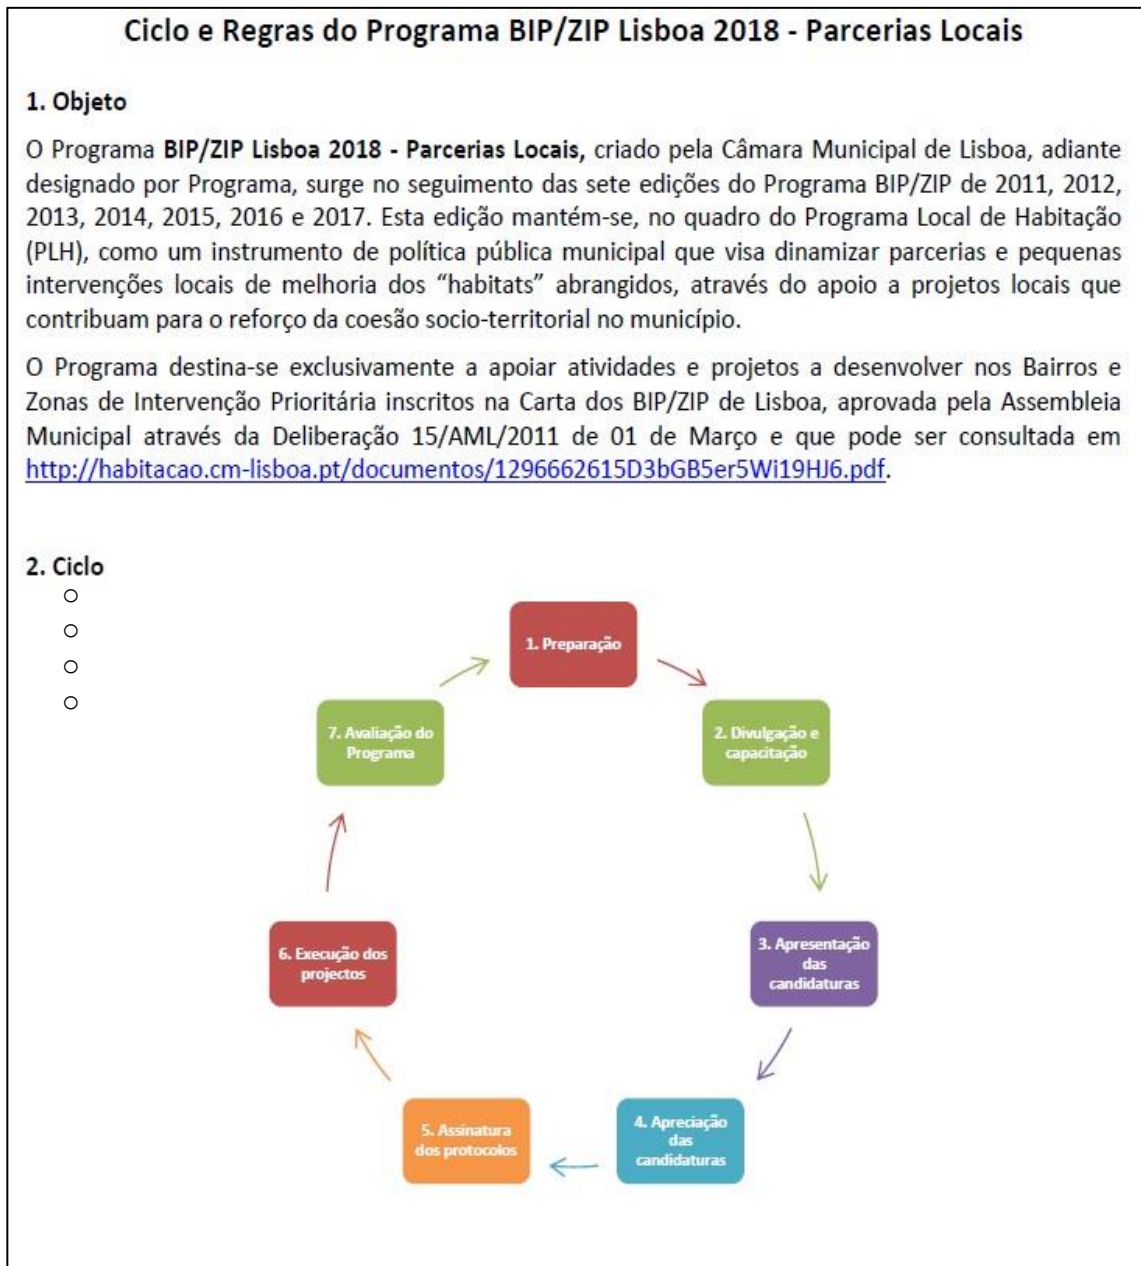 Ciclo e Regras do Programa BIP/ZIP Lisboa 2018 - Parcerias Locais
1. Objeto
O Programa BIP/ZIP Lisboa 2018 - Parcerias Locais, criado pela Câmara Municipal de Lisboa, adiante
designado por Programa, surge no seguimento das sete edições do Programa BIP/ZIP de 2011, 2012,
2013, 2014, 2015, 2016 e 2017. Esta edição mantém-se, no quadro do Programa Local de Habitação
(PLH), como um instrumento de política pública municipal que visa dinamizar parcerias e pequenas
intervenções locais de melhoria dos “habitats” abrangidos, através do apoio a projetos locais que
contribuam para o reforço da coesão socio-territorial no município.
O Programa destina-se exclusivamente a apoiar atividades e projetos a desenvolver nos Bairros e
Zonas de Intervenção Prioritária inscritos na Carta dos BIP/ZIP de Lisboa, aprovada pela Assembleia
Municipal através da Deliberação 15/AML/2011 de 01 de Março e que pode ser consultada em
http://habitacao.cm-lisboa.pt/documentos/1296662615D3bGB5er5Wi19HJ6.pdf.
2. Ciclo
1. Preparação
2. Divulgação e
capacitação
3. Apresentação
das
candidaturas
4. Apreciação
das
candidaturas
5. Assinatura
dos protocolos
6. Execução dos
projectos
7. Avaliação do
Programa